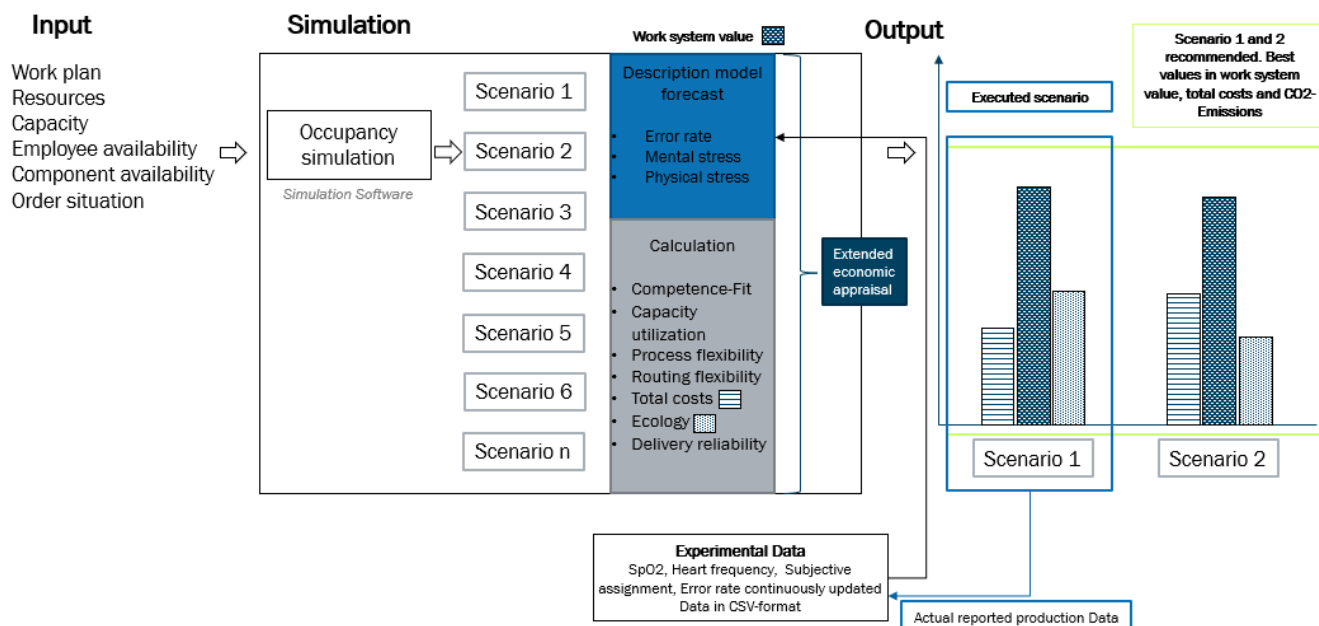 Input
Work plan
Resources
Capacity
Employee availability
Component availability
Order situation
Simulation
Occupancy
simulation
Simulation Software
Scenario 1
Scenario 2
Scenario 3
Scenario 4
Scenario 5
Scenario 6
Scenario n
Work system value
Description model
forecast
• Error rate
• Mental stress
• Physical stress
Calculation
• Competence-Fit
• Capacity
utilization
• Process flexibility
• Routing flexibility
• Total costs
• Ecology
• Delivery reliability
Extended
economic
appraisal
Output
Executed scenario
Scenario 1 and 2
recommended. Best
values in work system
value, total costs and CO2-
Emissions
Scenario 1
Scenario 2
Experimental Data
SpO2, Heart frequency, Subjective
assignment, Error rate continuously updated
Data in CSV-format
Actual reported production Data